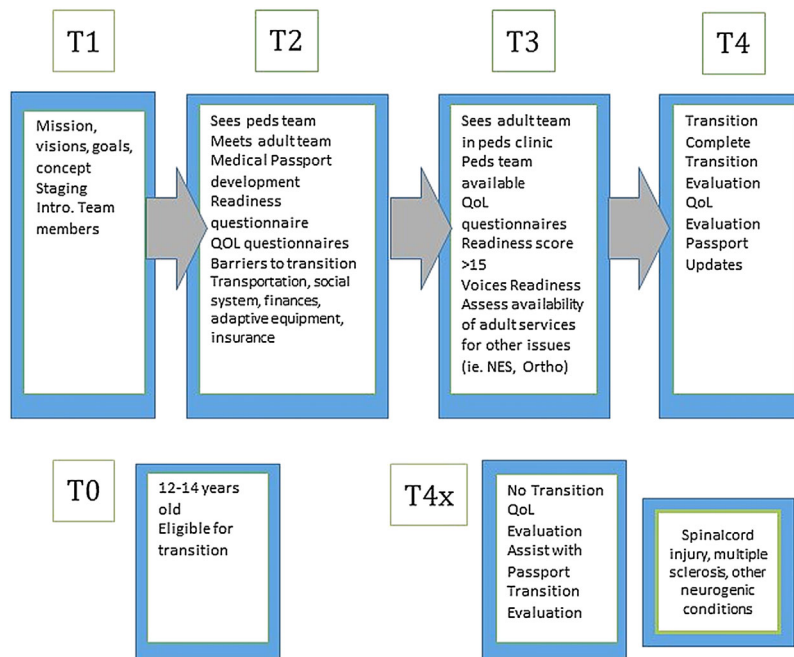 T1
Mission,
visions, goals,
concept
Staging
Intro. Team
members
T2
Sees peds team
Meets adult team
Medical Passport
development
Readiness
questionnaire
QOL questionnaires
Barriers to transition
Transportation, social
system, finances,
adaptive equipment,
insurance
T3
Sees adult team
in peds clinic
Peds team
available
QoL
questionnaires
Readiness score
>15
Voices Readiness
Assess availability
of adult services
for other issues
(ie. NES, Ortho)
T4
Transition
Complete
Transition
Evaluation
QoL
Evaluation
Passport
Updates
T0
12-14 years
old
Eligible for
transition
T4x
No Transition
QoL
Evaluation
Assist with
Passport
Transition
Evaluation
Spinalcord
injury, multiple
sclerosis, other
neurogenic
conditions